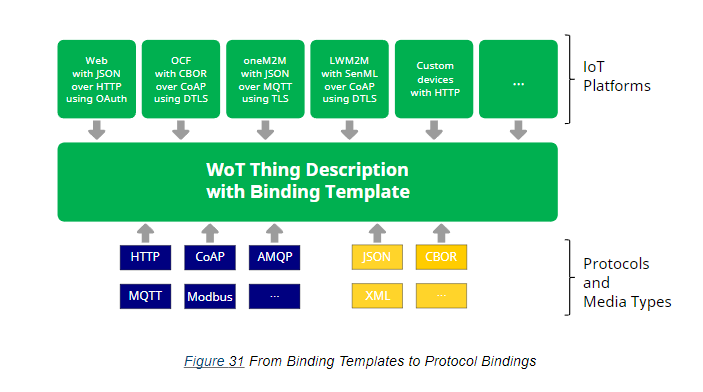 Web
with JSON
over HTTP
using OAuth
OCF
with CBOR
over CoAP
using DTLS
oneM2M
with JSON
over MQTT
using TLS
LWM2M
with SenML
over CoAP
using DTLS
Custom
devices
with HTTP
...
IoT
Platforms
WoT Thing Description
with Binding Template
HTTP
CoAP
AMQP
JSON
CBOR
MQTT
Modbus
...
XML
...
Protocols
and
Media Types
Figure 31 From Binding Templates to Protocol Bindings